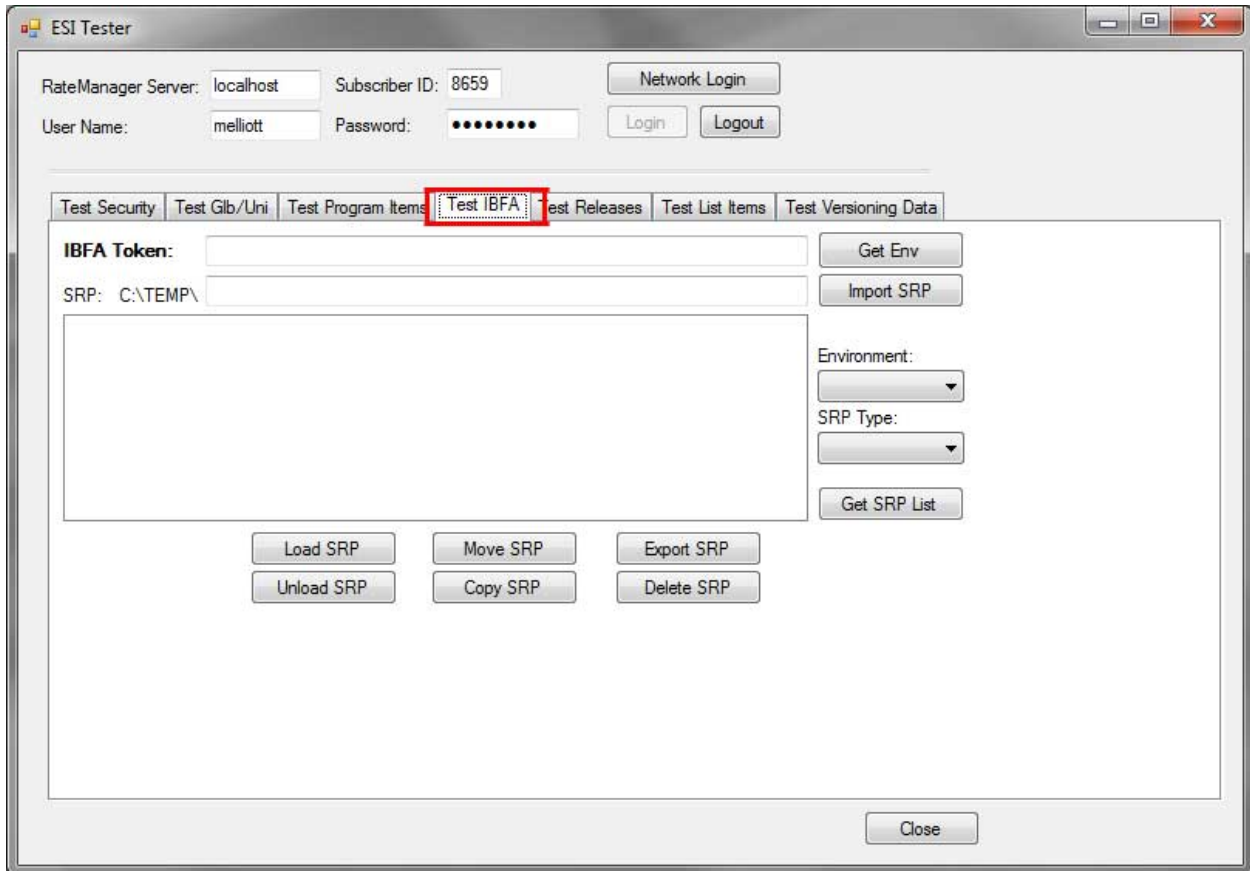 ESI Tester
RateManager Server: localhost Subscriber ID: 8659 Network Login
User Name: melliott Password: ●●●●●●●● Login Logout
Test Security Test Glb/Uni Test Program Items Test IBFA Test Releases Test List Items Test Versioning Data
IBFA Token: Get Env
SRP: C:\TEMP\ Import SRP
Environment:
SRP Type:
Get SRP List
Load SRP Move SRP Export SRP
Unload SRP Copy SRP Delete SRP
Close